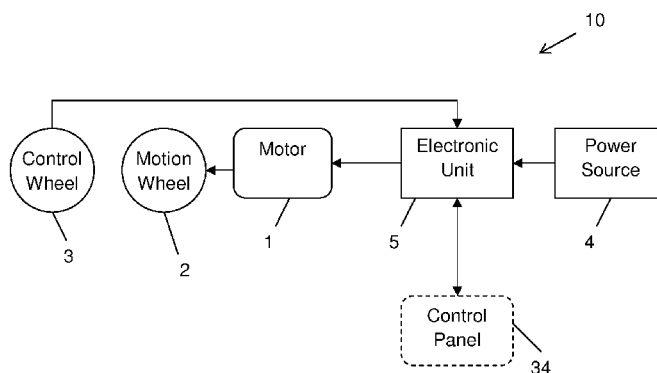 10
Control
Wheel
Motion
Wheel
Motor
Electronic
Unit
Power
Source
3
2
1
5
4
Control
Panel
34